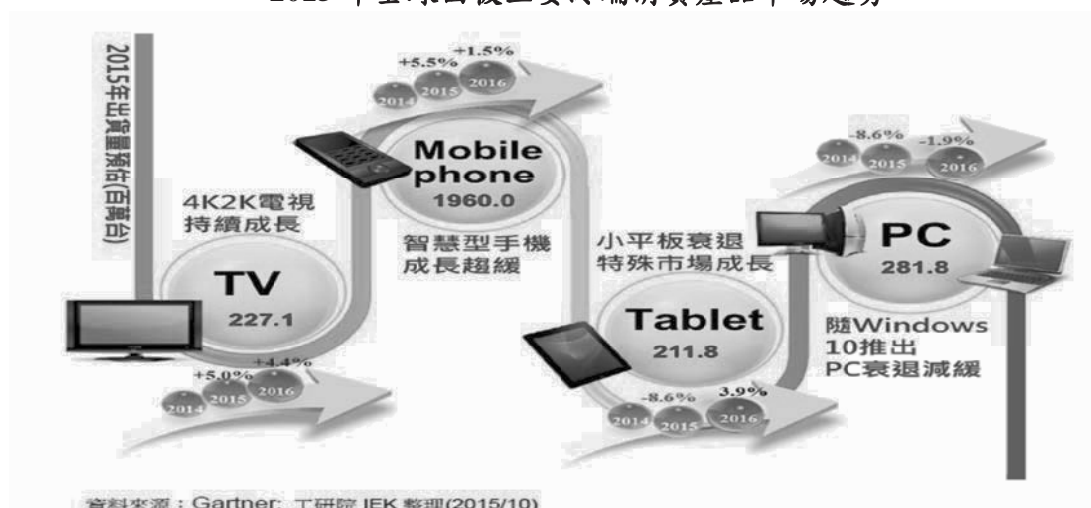 2015年出貨量預估(百萬台)
4K2K電視
持續成長
TV
227.1
2014
+5.0%
2015
+4.4%
2016
2014
+5.5%
2015
+1.5%
2016
Mobile
phone
1960.0
智慧型手機
成長趨緩
小平板衰退
特殊市場成長
Tablet
211.8
2014
-8.6%
2015
3.9%
2016
2014
-8.6%
2015
-1.9%
2016
PC
281.8
隨Windows
10推出
PC衰退減緩
資料來源：Gartner; 工研院 IEK 整理(2015/10)